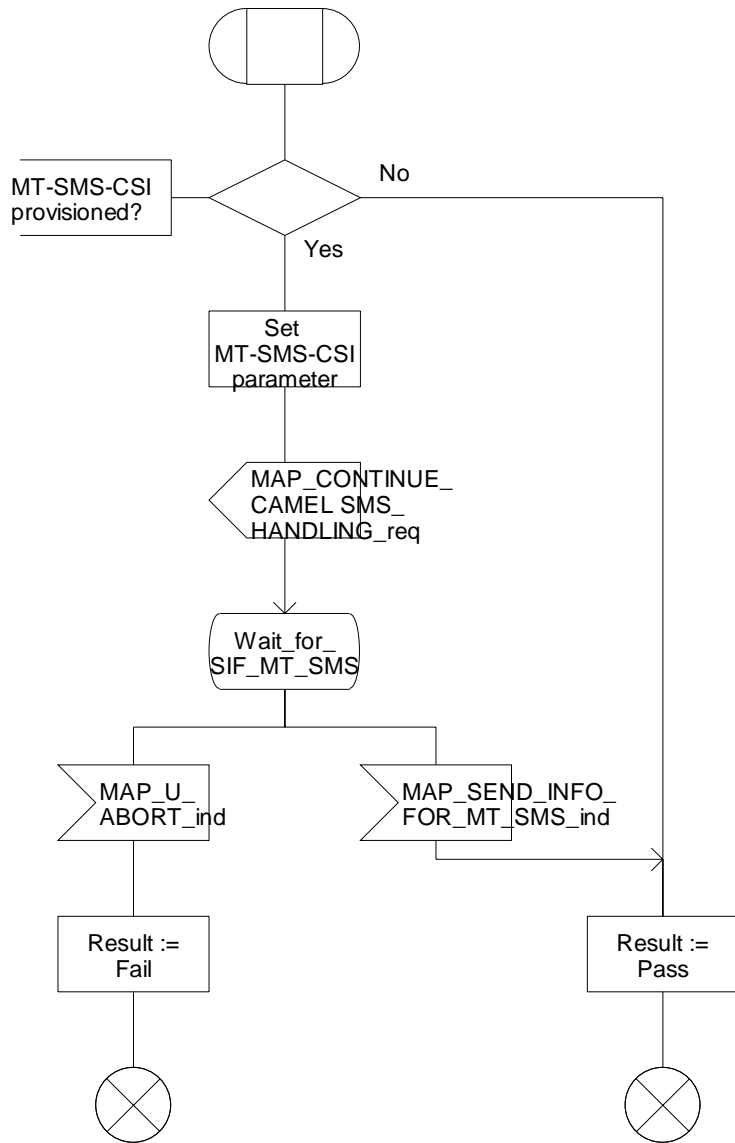 MT-SMS-CSI
provisioned?
No
Yes
Set
MT-SMS-CSI
parameter
MAP_CONTINUE_
CAMEL SMS_
HANDLING_req
Wait_for_
SIF_MT_SMS
MAP_U_
ABORT_ind
MAP_SEND_INFO_
FOR_MT_SMS_ind
Result :=
Fail
Result :=
Pass